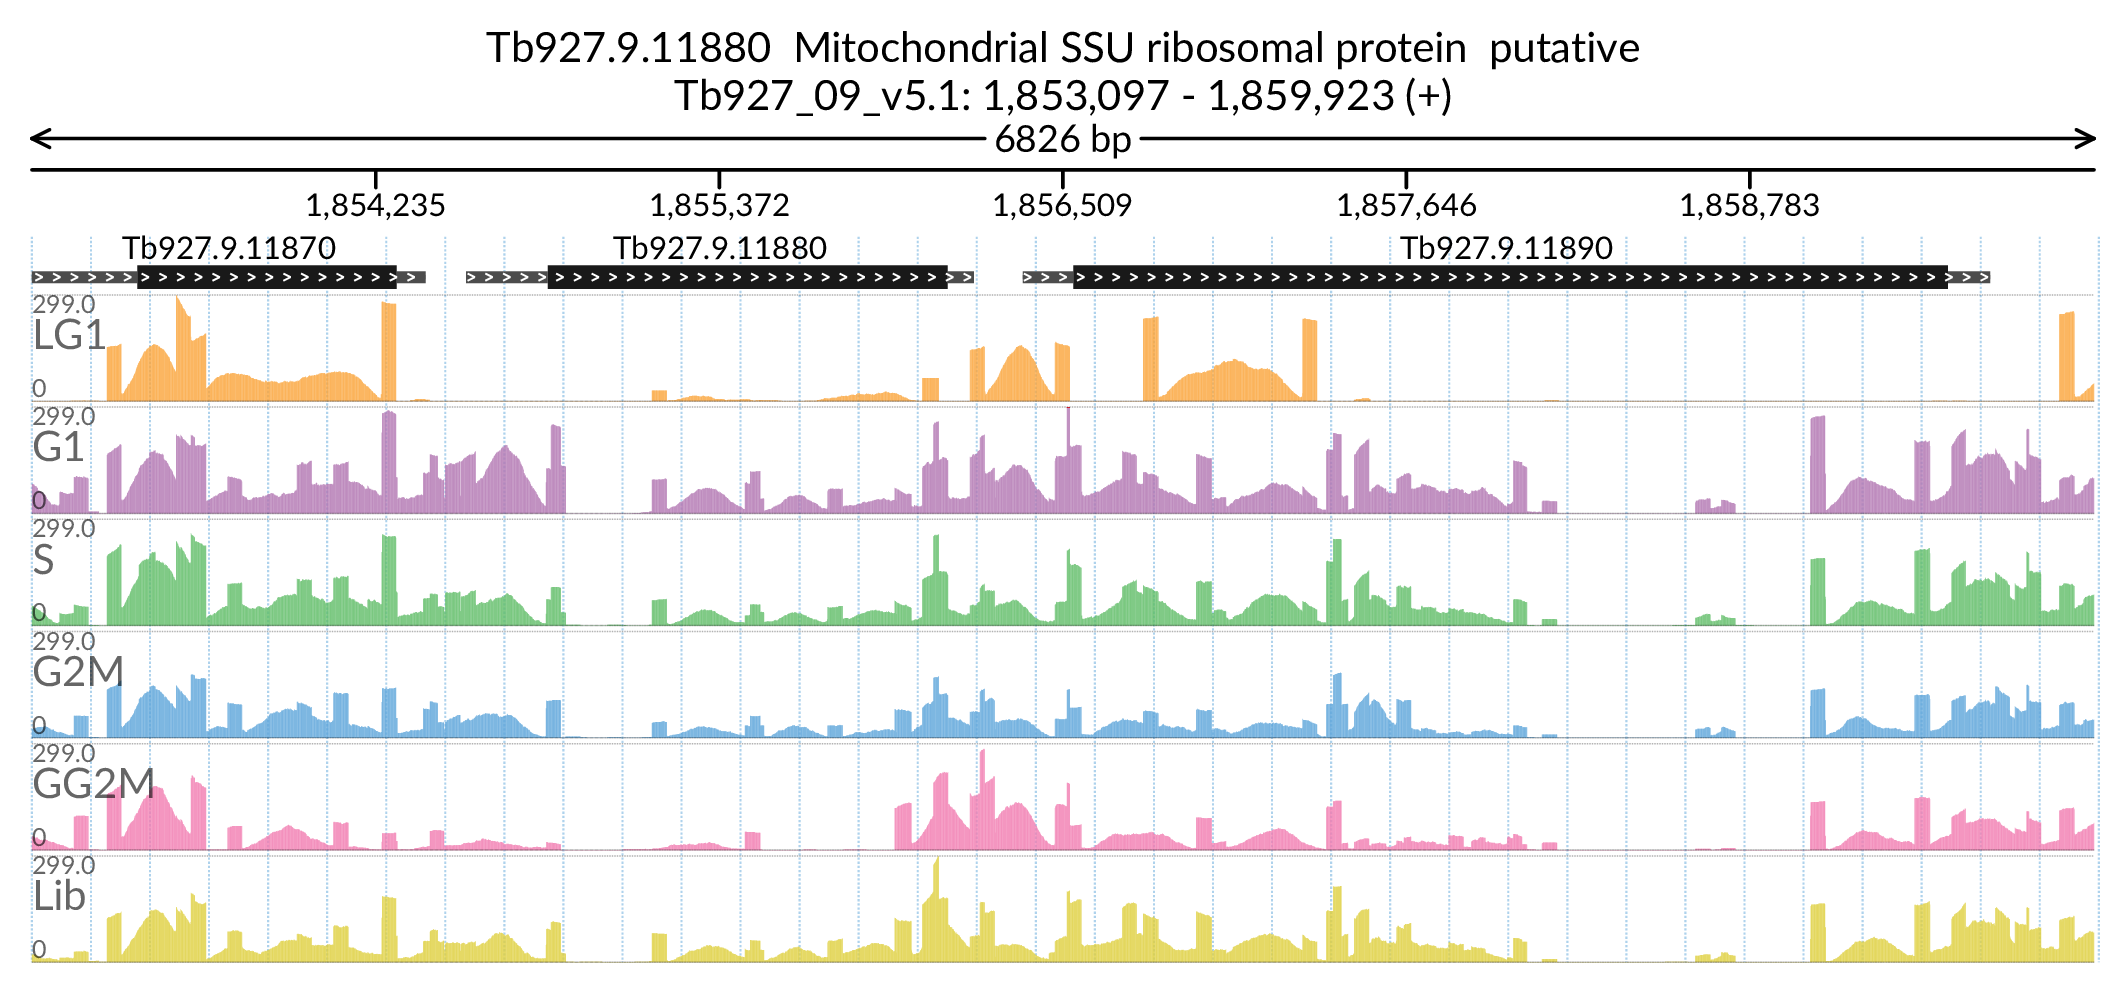 Tb927.9.11880  Mitochondrial SSU ribosomal protein  putative
Tb927_09_v5.1: 1,853,097 - 1,859,923 (+)
6826 bp
1,854,235 1,855,372 1,856,509 1,857,646 1,858,783
Tb927.9.11870 Tb927.9.11880 Tb927.9.11890
299.0
LG1
0
299.0
G1
0
299.0
S
0
299.0
G2M
0
299.0
GG2M
0
299.0
Lib
0